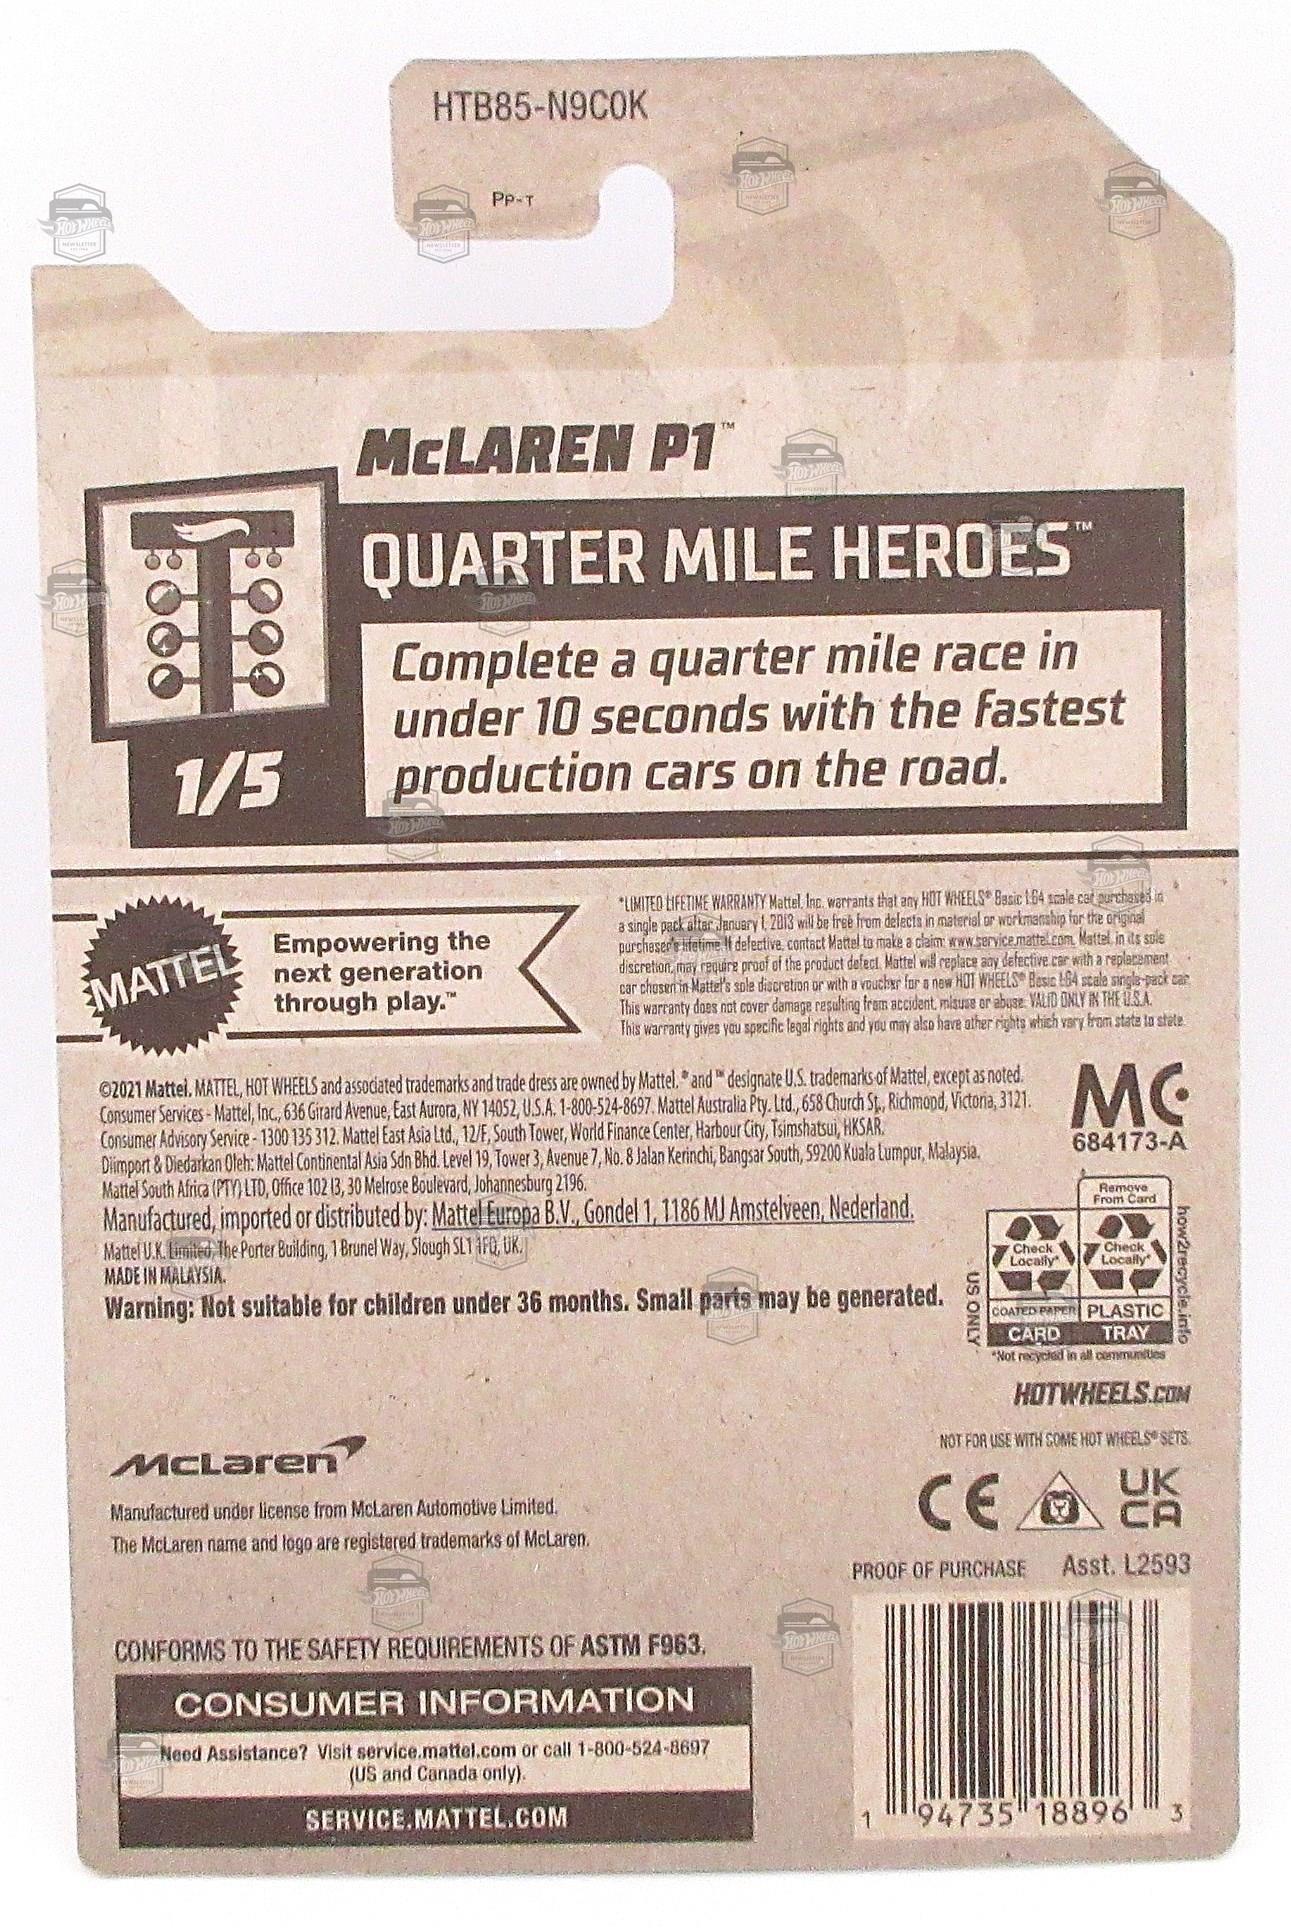 HTB85-N9C0K
PP-T
McLAREN P1™
QUARTER MILE HEROES™
Complete a quarter mile race in
under 10 seconds with the fastest
production cars on the road.
1/5
MATTEL
Empowering the
next generation
through play.™
*LIMITED LIFETIME WARRANTY Mattel, Inc. warrants that any HOT WHEELS® Basic 1:64 scale car purchased in
a single pack after January 1, 2013 will be free from defects in material or workmanship for the original
purchaser's lifetime. If defective, contact Mattel to make a claim: www.service.mattel.com. Mattel, in its sole
discretion, may require proof of the product defect. Mattel will replace any defective car with a replacement
car chosen in Mattel's sole discretion or with a voucher for a new HOT WHEELS® Basic 1:64 scale single-pack car.
This warranty does not cover damage resulting from accident, misuse or abuse. VALID ONLY IN THE U.S.A.
This warranty gives you specific legal rights and you may also have other rights which vary from state to state.
©2021 Mattel. MATTEL, HOT WHEELS and associated trademarks and trade dress are owned by Mattel. ® and ™ designate U.S. trademarks of Mattel, except as noted.
Consumer Services - Mattel, Inc., 636 Girard Avenue, East Aurora, NY 14052, U.S.A. 1-800-524-8697. Mattel Australia Pty. Ltd., 658 Church St., Richmond, Victoria, 3121.
Consumer Advisory Service - 1300 135 312. Mattel East Asia Ltd., 12/F, South Tower, World Finance Center, Harbour City, Tsimshatsui, HKSAR.
Diimport & Diedarkan Oleh: Mattel Continental Asia Sdn Bhd. Level 19, Tower 3, Avenue 7, No. 8 Jalan Kerinchi, Bangsar South, 59200 Kuala Lumpur, Malaysia.
Mattel South Africa (PTY) LTD, Office 102 I3, 30 Melrose Boulevard, Johannesburg 2196.
Manufactured, imported or distributed by: Mattel Europa B.V., Gondel 1, 1186 MJ Amstelveen, Nederland.
Mattel U.K. Limited, The Porter Building, 1 Brunel Way, Slough SL1 1FQ, UK.
MADE IN MALAYSIA.
Warning: Not suitable for children under 36 months. Small parts may be generated.
MC
684173-A
Remove
From Card
Check
Locally*
Check
Locally*
COATED PAPER
PLASTIC
CARD
TRAY
US ONLY
how2recycle.info
*Not recycled in all communities
HOTWHEELS.COM
NOT FOR USE WITH SOME HOT WHEELS® SETS.
CE
UK
CA
McLaren
Manufactured under license from McLaren Automotive Limited.
The McLaren name and logo are registered trademarks of McLaren.
PROOF OF PURCHASE Asst. L2593
CONFORMS TO THE SAFETY REQUIREMENTS OF ASTM F963.
CONSUMER INFORMATION
Need Assistance? Visit service.mattel.com or call 1-800-524-8697
(US and Canada only).
SERVICE.MATTEL.COM
1 94735 18896 3